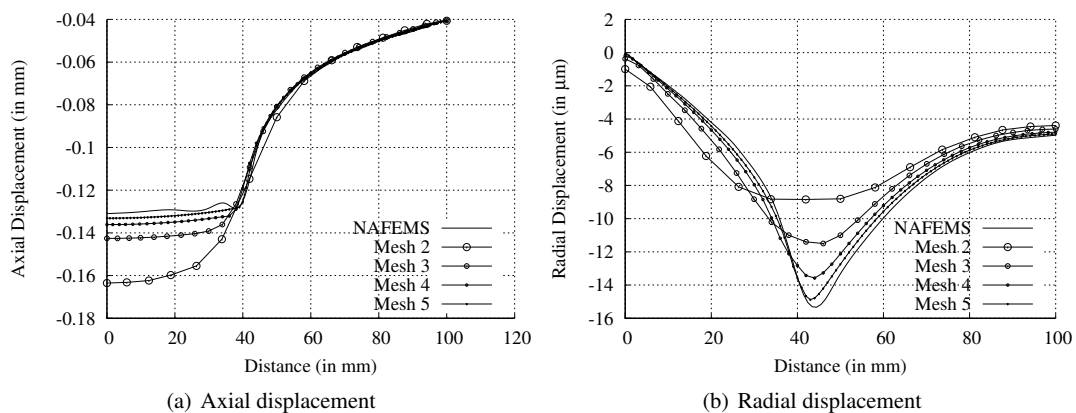 -0.04
-0.06
-0.08
-0.1
-0.12
-0.14
-0.16
-0.18
Axial Displacement (in mm)
0 20 40 60 80 100 120
Distance (in mm)
NAFEMS
Mesh 2
Mesh 3
Mesh 4
Mesh 5
(a) Axial displacement
2
0
-2
-4
-6
-8
-10
-12
-14
-16
Radial Displacement (in μm)
0 20 40 60 80 100
Distance (in mm)
NAFEMS
Mesh 2
Mesh 3
Mesh 4
Mesh 5
(b) Radial displacement